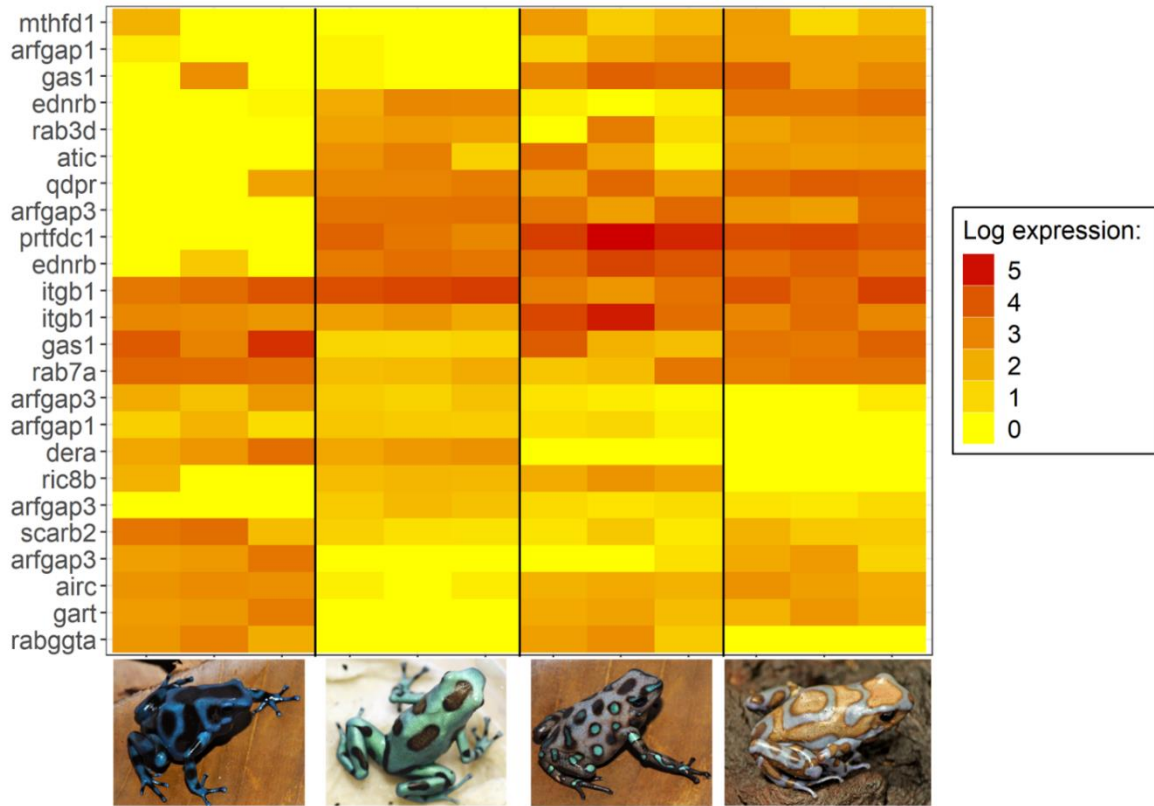 mthfd1
arfgap1
gas1
ednrb
rab3d
atic
qdpr
arfgap3
prtfdc1
ednrb
itgb1
itgb1
gas1
rab7a
arfgap3
arfgap1
dera
ric8b
arfgap3
scarb2
arfgap3
airc
gart
rabggta
Log expression:
5
4
3
2
1
0